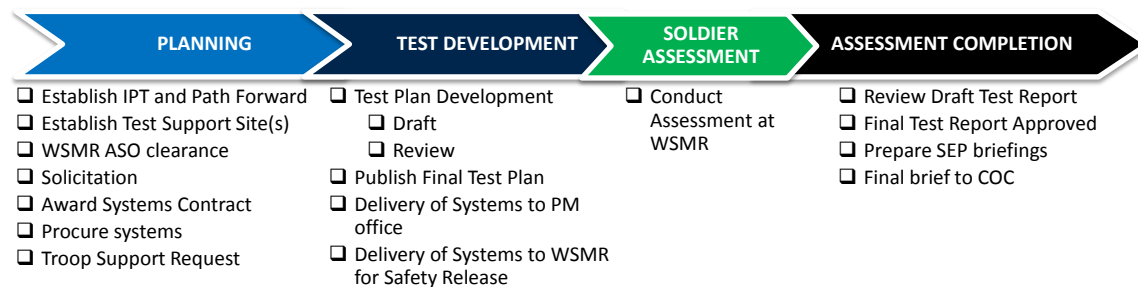 PLANNING
TEST DEVELOPMENT
SOLDIER
ASSESSMENT
ASSESSMENT COMPLETION
Establish IPT and Path Forward
Establish Test Support Site(s)
WSMR ASO clearance
Solicitation
Award Systems Contract
Procure systems
Troop Support Request
Test Plan Development
Draft
Review
Publish Final Test Plan
Delivery of Systems to PM
office
Delivery of Systems to WSMR
for Safety Release
Conduct
Assessment at
WSMR
Review Draft Test Report
Final Test Report Approved
Prepare SEP briefings
Final brief to COC